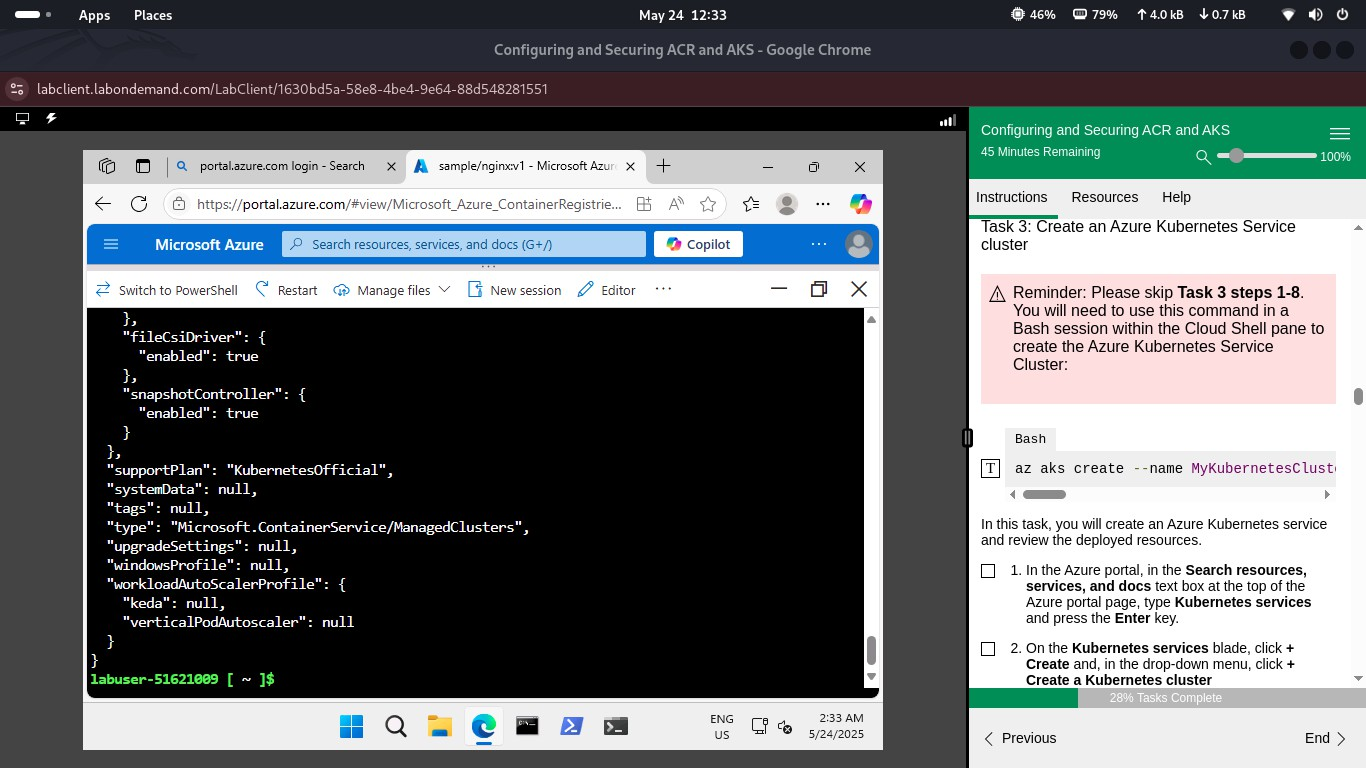 Apps Places May 24 12:33 46% 79% 4.0 kB 0.7 kB
Configuring and Securing ACR and AKS - Google Chrome
labclient.labondemand.com/LabClient/1630bd5a-58e8-4be4-9e64-88d548281551
portal.azure.com login - Search
sample/nginx:v1 - Microsoft Azur
https://portal.azure.com/#view/Microsoft_Azure_ContainerRegistrie...
Microsoft Azure
Search resources, services, and docs (G+/)
Copilot
Switch to PowerShell Restart Manage files New session Editor
},
"fileCsiDriver": {
"enabled": true
},
"snapshotController": {
"enabled": true
}
},
"supportPlan": "KubernetesOfficial",
"systemData": null,
"tags": null,
"type": "Microsoft.ContainerService/ManagedClusters",
"upgradeSettings": null,
"windowsProfile": null,
"workloadAutoScalerProfile": {
"keda": null,
"verticalPodAutoscaler": null
}
}
labuser-51621009 [ ~ ]$
ENG
US
2:33 AM
5/24/2025
Configuring and Securing ACR and AKS
45 Minutes Remaining
100%
Instructions Resources Help
Task 3: Create an Azure Kubernetes Service
cluster
Reminder: Please skip Task 3 steps 1-8.
You will need to use this command in a
Bash session within the Cloud Shell pane to
create the Azure Kubernetes Service
Cluster:
Bash
T
az aks create --name MyKubernetesCluste
In this task, you will create an Azure Kubernetes service
and review the deployed resources.
1. In the Azure portal, in the Search resources,
services, and docs text box at the top of the
Azure portal page, type Kubernetes services
and press the Enter key.
2. On the Kubernetes services blade, click +
Create and, in the drop-down menu, click +
Create a Kubernetes cluster
28% Tasks Complete
Previous
End